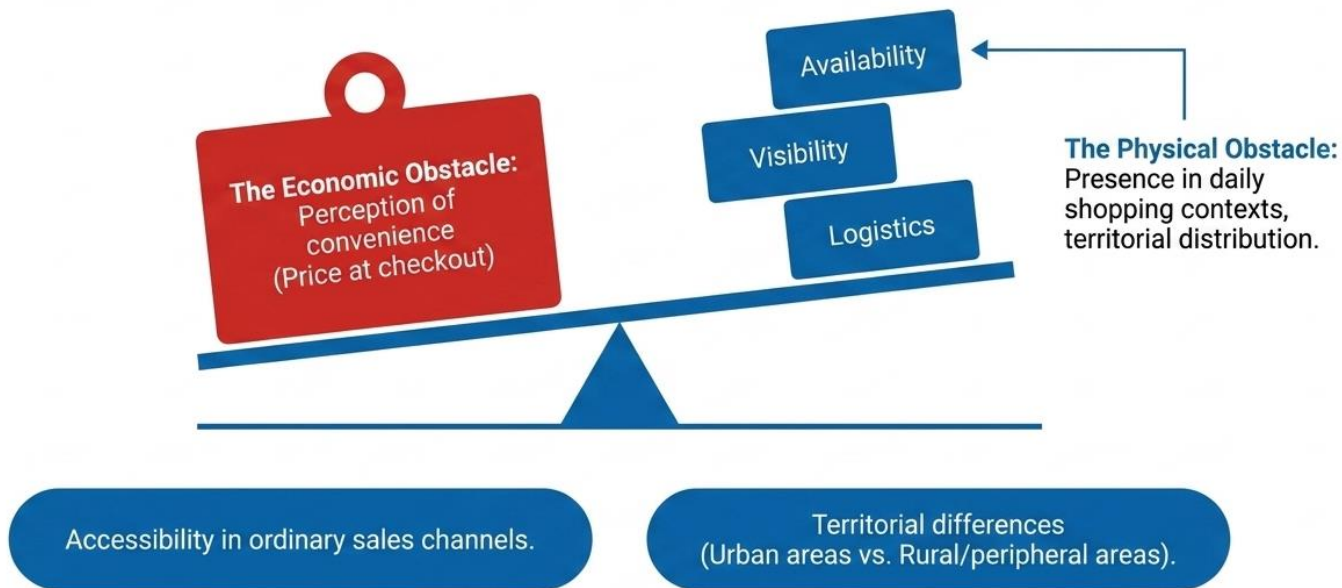 The Economic Obstacle:
Perception of
convenience
(Price at checkout)
Availability
Visibility
Logistics
The Physical Obstacle:
Presence in daily
shopping contexts,
territorial distribution.
Accessibility in ordinary sales channels.
Territorial differences
(Urban areas vs. Rural/peripheral areas).